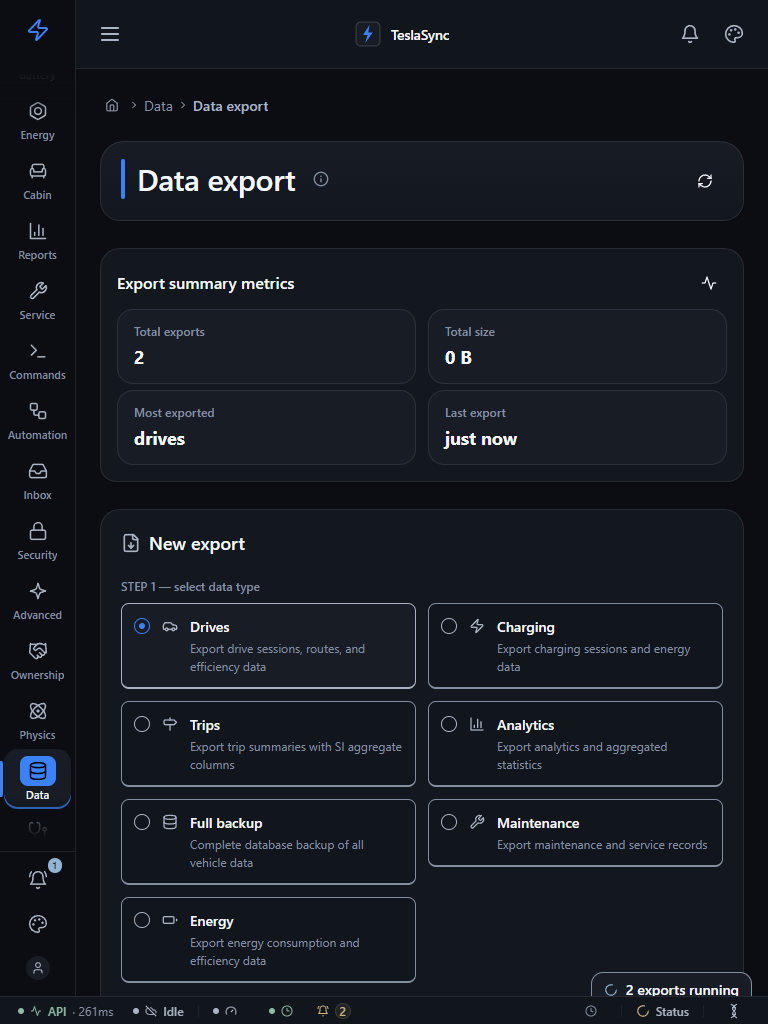 TeslaSync
Battery
Energy
Cabin
Reports
Service
Commands
Automation
Inbox
Security
Advanced
Ownership
Physics
Data
1
Data
Data export
Data export
Export summary metrics
Total exports
2
Total size
0 B
Most exported
drives
Last export
just now
New export
STEP 1 — select data type
Drives
Export drive sessions, routes, and
efficiency data
Charging
Export charging sessions and energy
data
Trips
Export trip summaries with SI aggregate
columns
Analytics
Export analytics and aggregated
statistics
Full backup
Complete database backup of all
vehicle data
Maintenance
Export maintenance and service records
Energy
Export energy consumption and
efficiency data
2 exports running
API · 261ms
Idle
2
Status